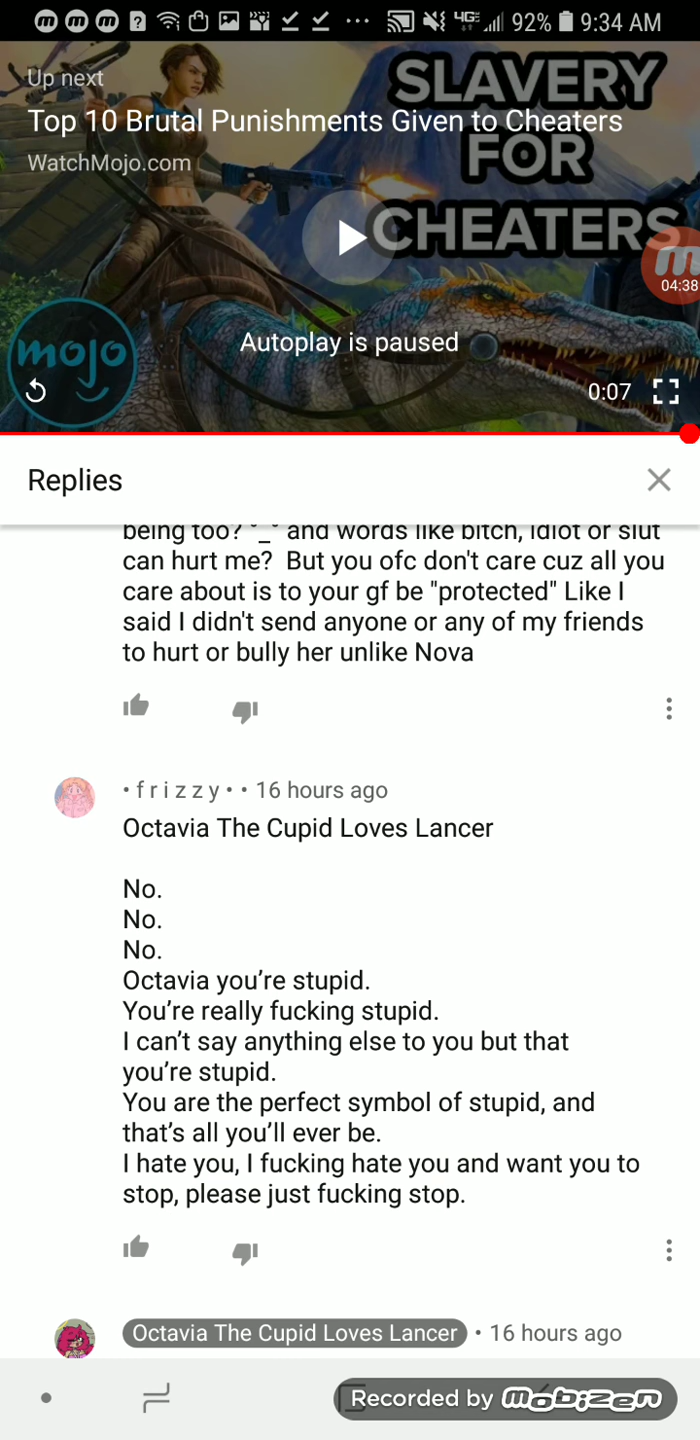 92% 9:34 AM
Up next
SLAVERY
Top 10 Brutal Punishments Given to Cheaters
FOR
WatchMojo.com
CHEATERS
m
04:38
mojo
Autoplay is paused
0:07
Replies
being too? °_° and words like bitch, idiot or slut
can hurt me?  But you ofc don't care cuz all you
care about is to your gf be "protected" Like I
said I didn't send anyone or any of my friends
to hurt or bully her unlike Nova
• f r i z z y • • 16 hours ago
Octavia The Cupid Loves Lancer
No.
No.
No.
Octavia you’re stupid.
You’re really fucking stupid.
I can’t say anything else to you but that
you’re stupid.
You are the perfect symbol of stupid, and
that’s all you’ll ever be.
I hate you, I fucking hate you and want you to
stop, please just fucking stop.
Octavia The Cupid Loves Lancer • 16 hours ago
Recorded by mobizen